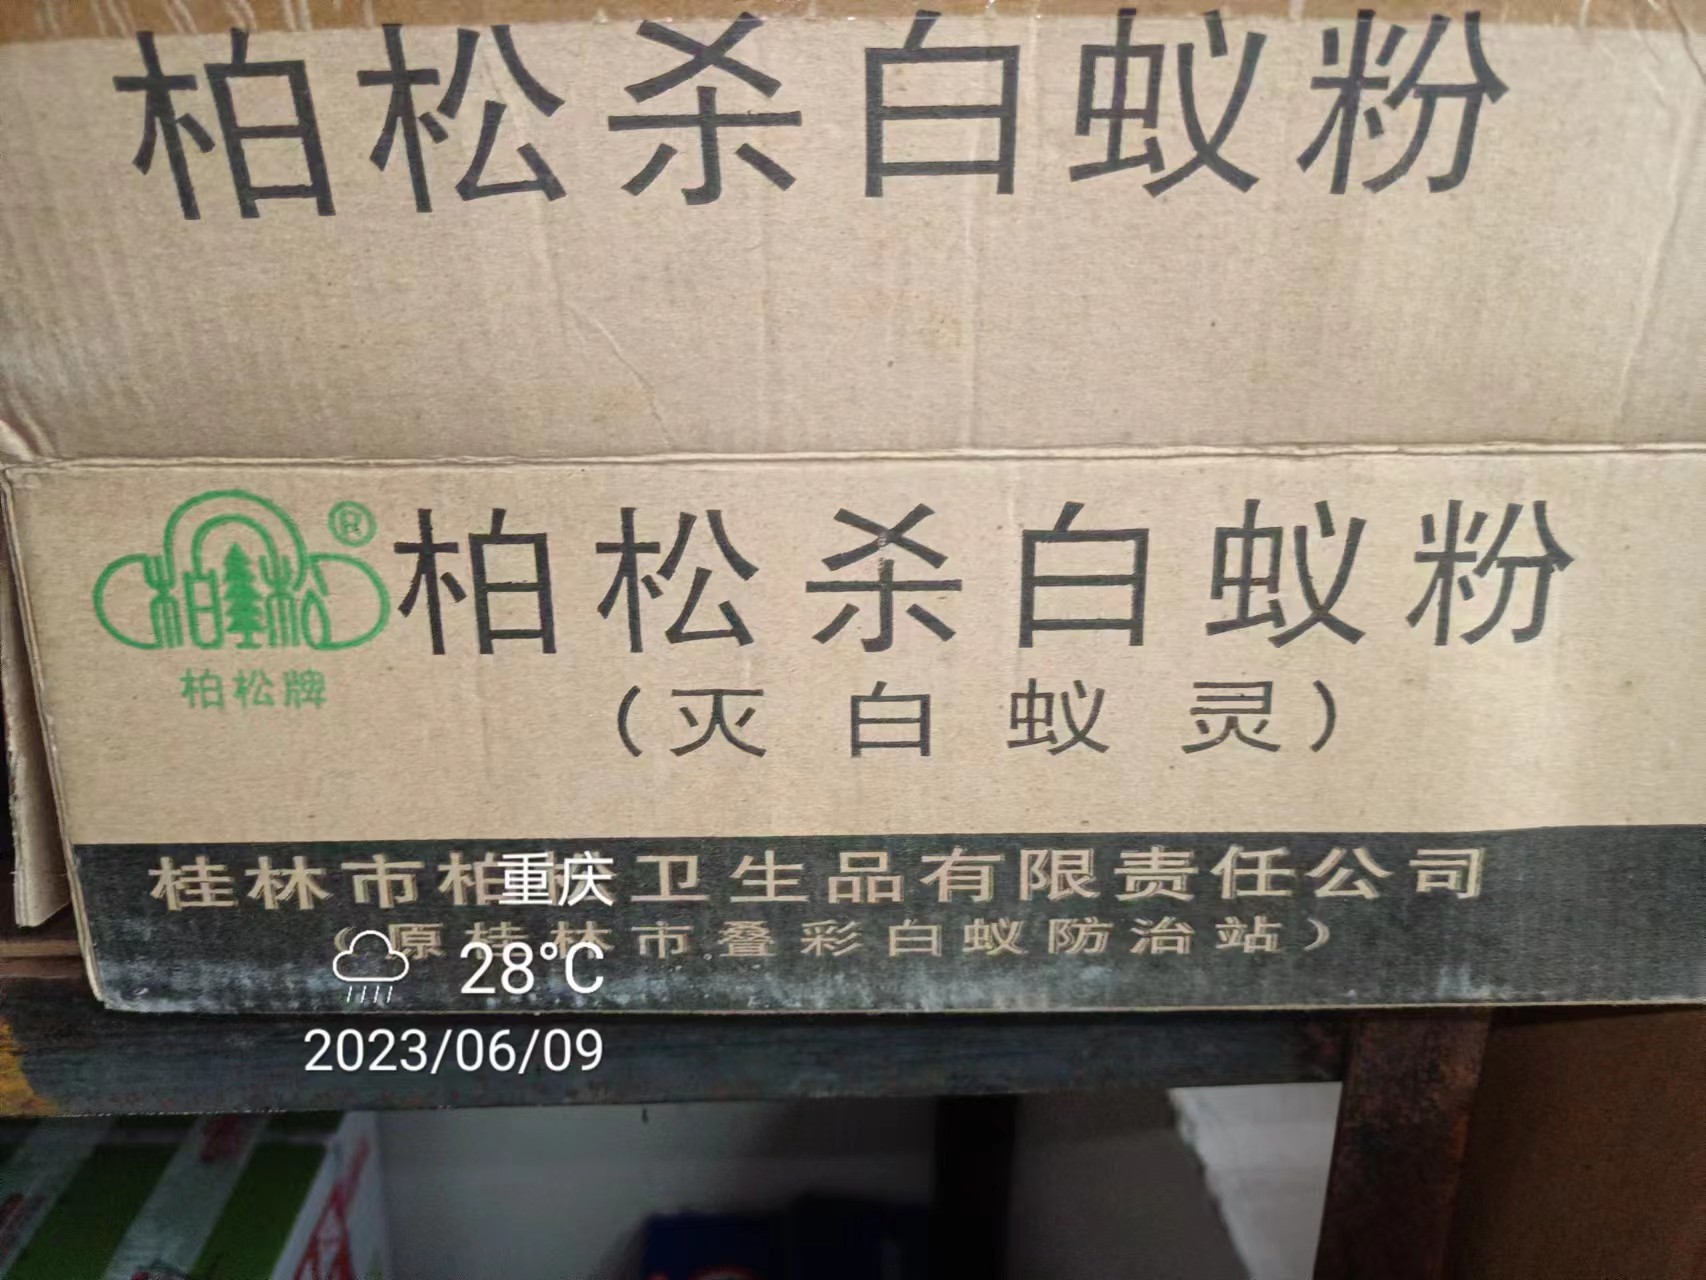 柏松杀白蚁粉
柏松
®
柏松牌
柏松杀白蚁粉
(灭白蚁灵)
桂林市柏 卫生品有限责任公司
(原桂林市叠彩白蚁防治站)
重庆
28°C
2023/06/09